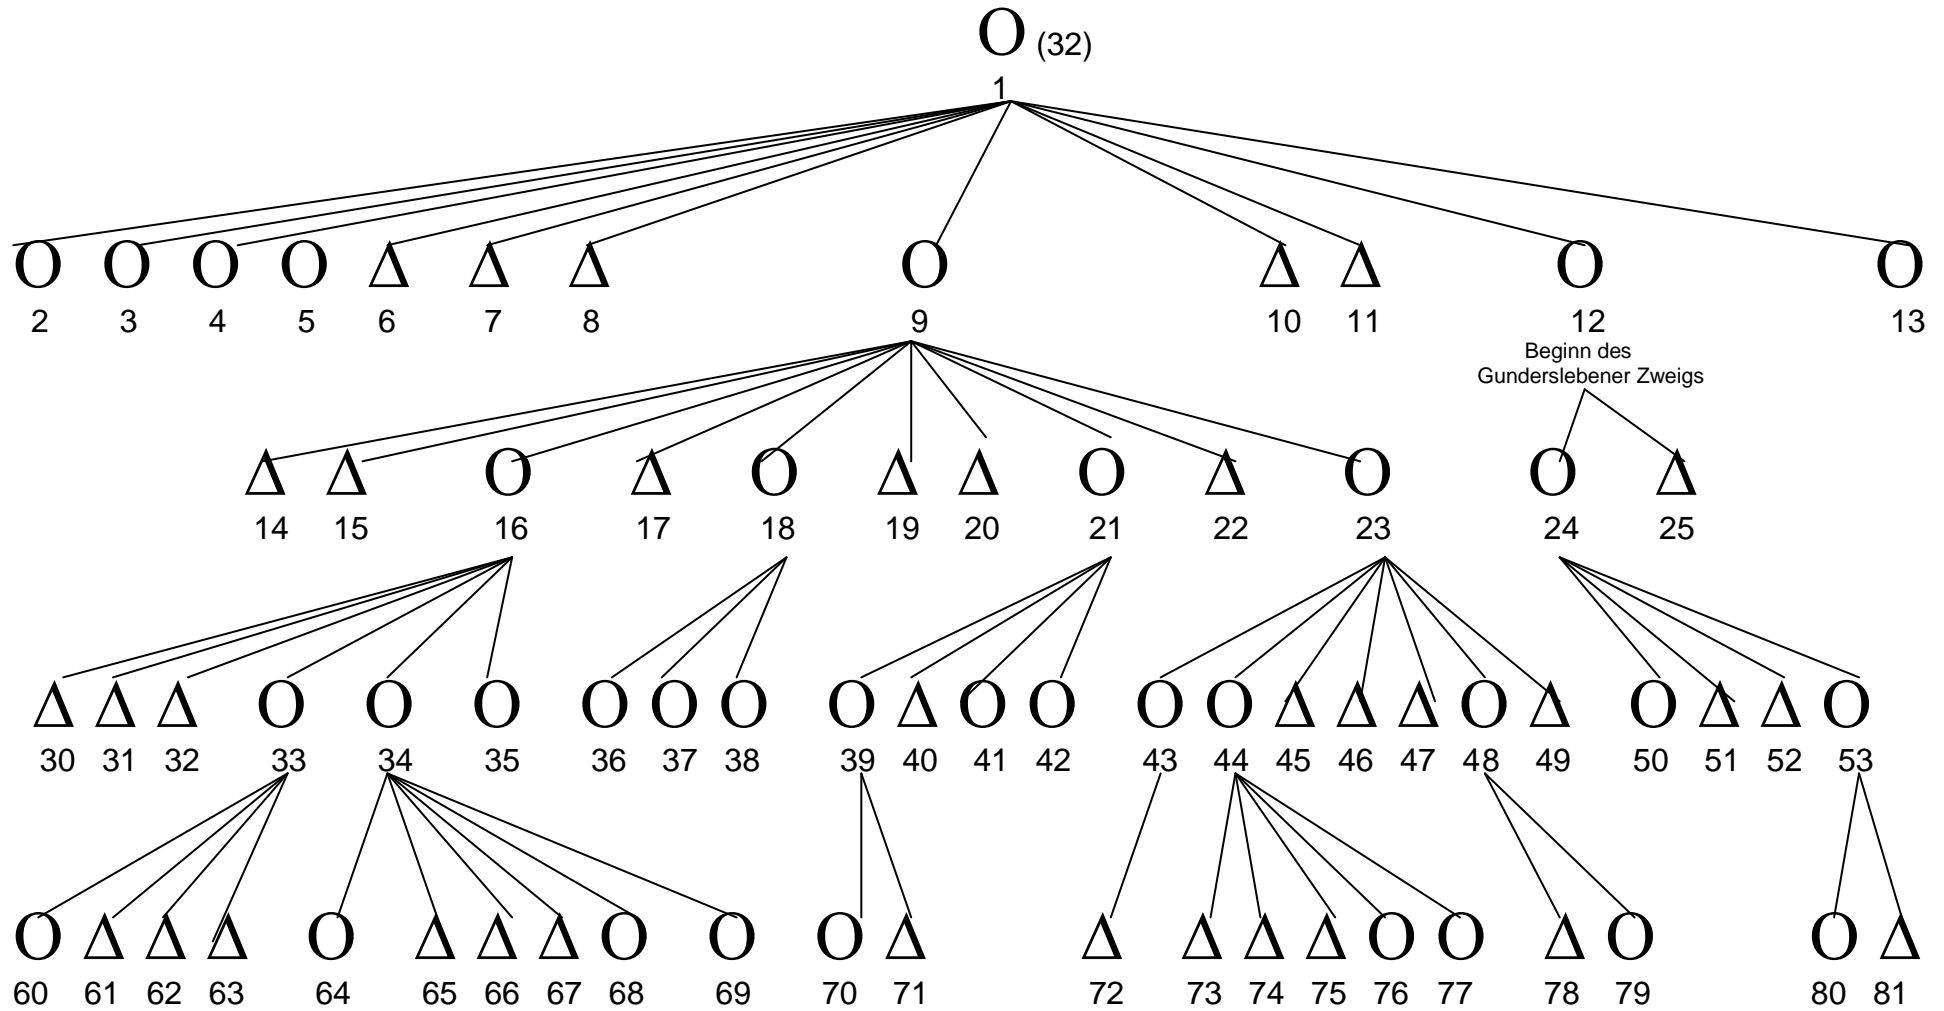 O (32)
1
O O O O Δ Δ Δ O Δ Δ O O
2 3 4 5 6 7 8 9 10 11 12 13
Beginn des
Gunderslebener Zweigs
Δ Δ O Δ O Δ Δ O Δ O O Δ
14 15 16 17 18 19 20 21 22 23 24 25
Δ Δ Δ O O O O O O O Δ O O O O Δ Δ Δ O Δ O Δ Δ O
30 31 32 33 34 35 36 37 38 39 40 41 42 43 44 45 46 47 48 49 50 51 52 53
O Δ Δ Δ O Δ Δ Δ O O O Δ Δ Δ Δ Δ O O Δ O O Δ
60 61 62 63 64 65 66 67 68 69 70 71 72 73 74 75 76 77 78 79 80 81